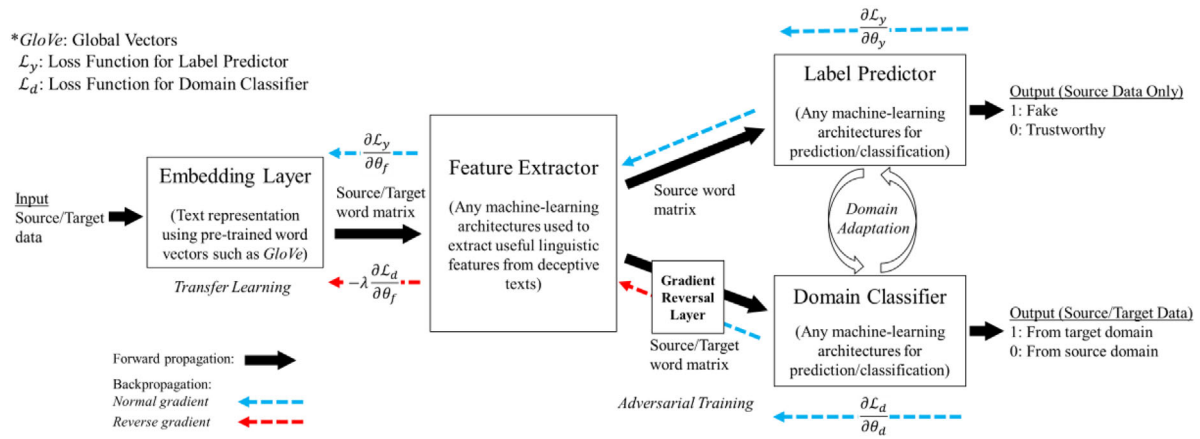 *GloVe: Global Vectors
ℒy: Loss Function for Label Predictor
ℒd: Loss Function for Domain Classifier
Input
Source/Target
data
Embedding Layer
(Text representation
using pre-trained word
vectors such as GloVe)
Transfer Learning
∂ℒy
∂θf
Source/Target
word matrix
−λ ∂ℒd
∂θf
Feature Extractor
(Any machine-learning
architectures used to
extract useful linguistic
features from deceptive
texts)
Source word
matrix
Gradient
Reversal
Layer
Source/Target
word matrix
Adversarial Training
∂ℒy
∂θy
Label Predictor
(Any machine-learning
architectures for
prediction/classification)
Output (Source Data Only)
1: Fake
0: Trustworthy
Domain
Adaptation
Domain Classifier
(Any machine-learning
architectures for
prediction/classification)
Output (Source/Target Data)
1: From target domain
0: From source domain
∂ℒd
∂θd
Forward propagation:
Backpropagation:
Normal gradient
Reverse gradient